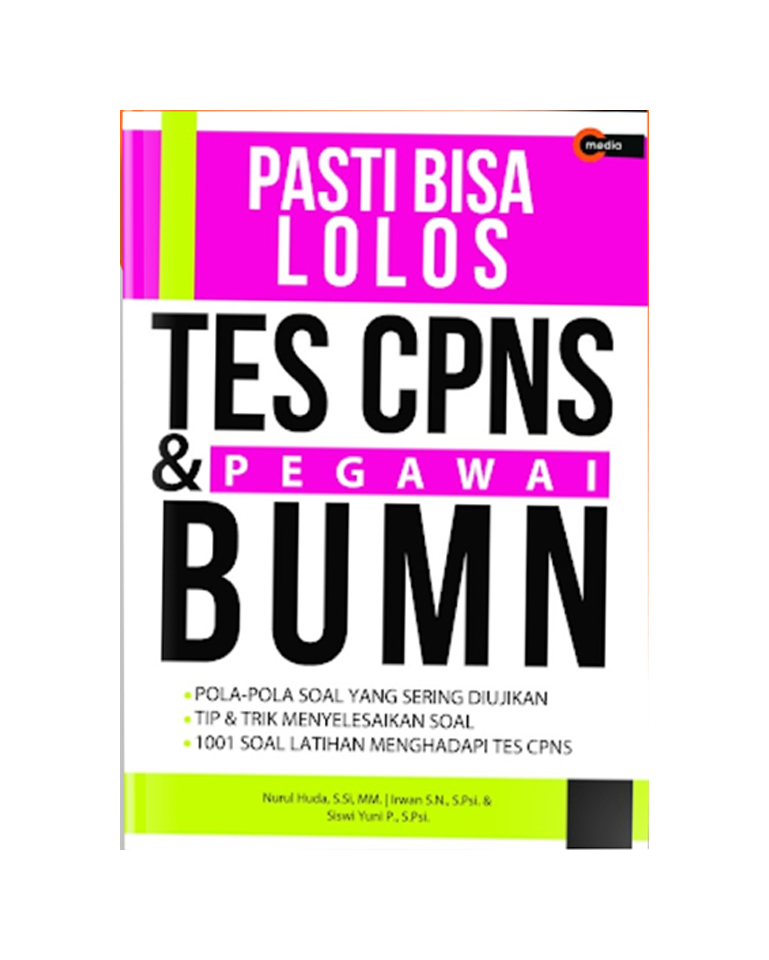 media
PASTI BISA
LOLOS
TES CPNS
& PEGAWAI
BUMN
• POLA-POLA SOAL YANG SERING DIUJIKAN
• TIP & TRIK MENYELESAIKAN SOAL
• 1001 SOAL LATIHAN MENGHADAPI TES CPNS
Nurul Huda, S.Si, MM. | Irwan S.N., S.Psi. &
Siswi Yuni P., S.Psi.